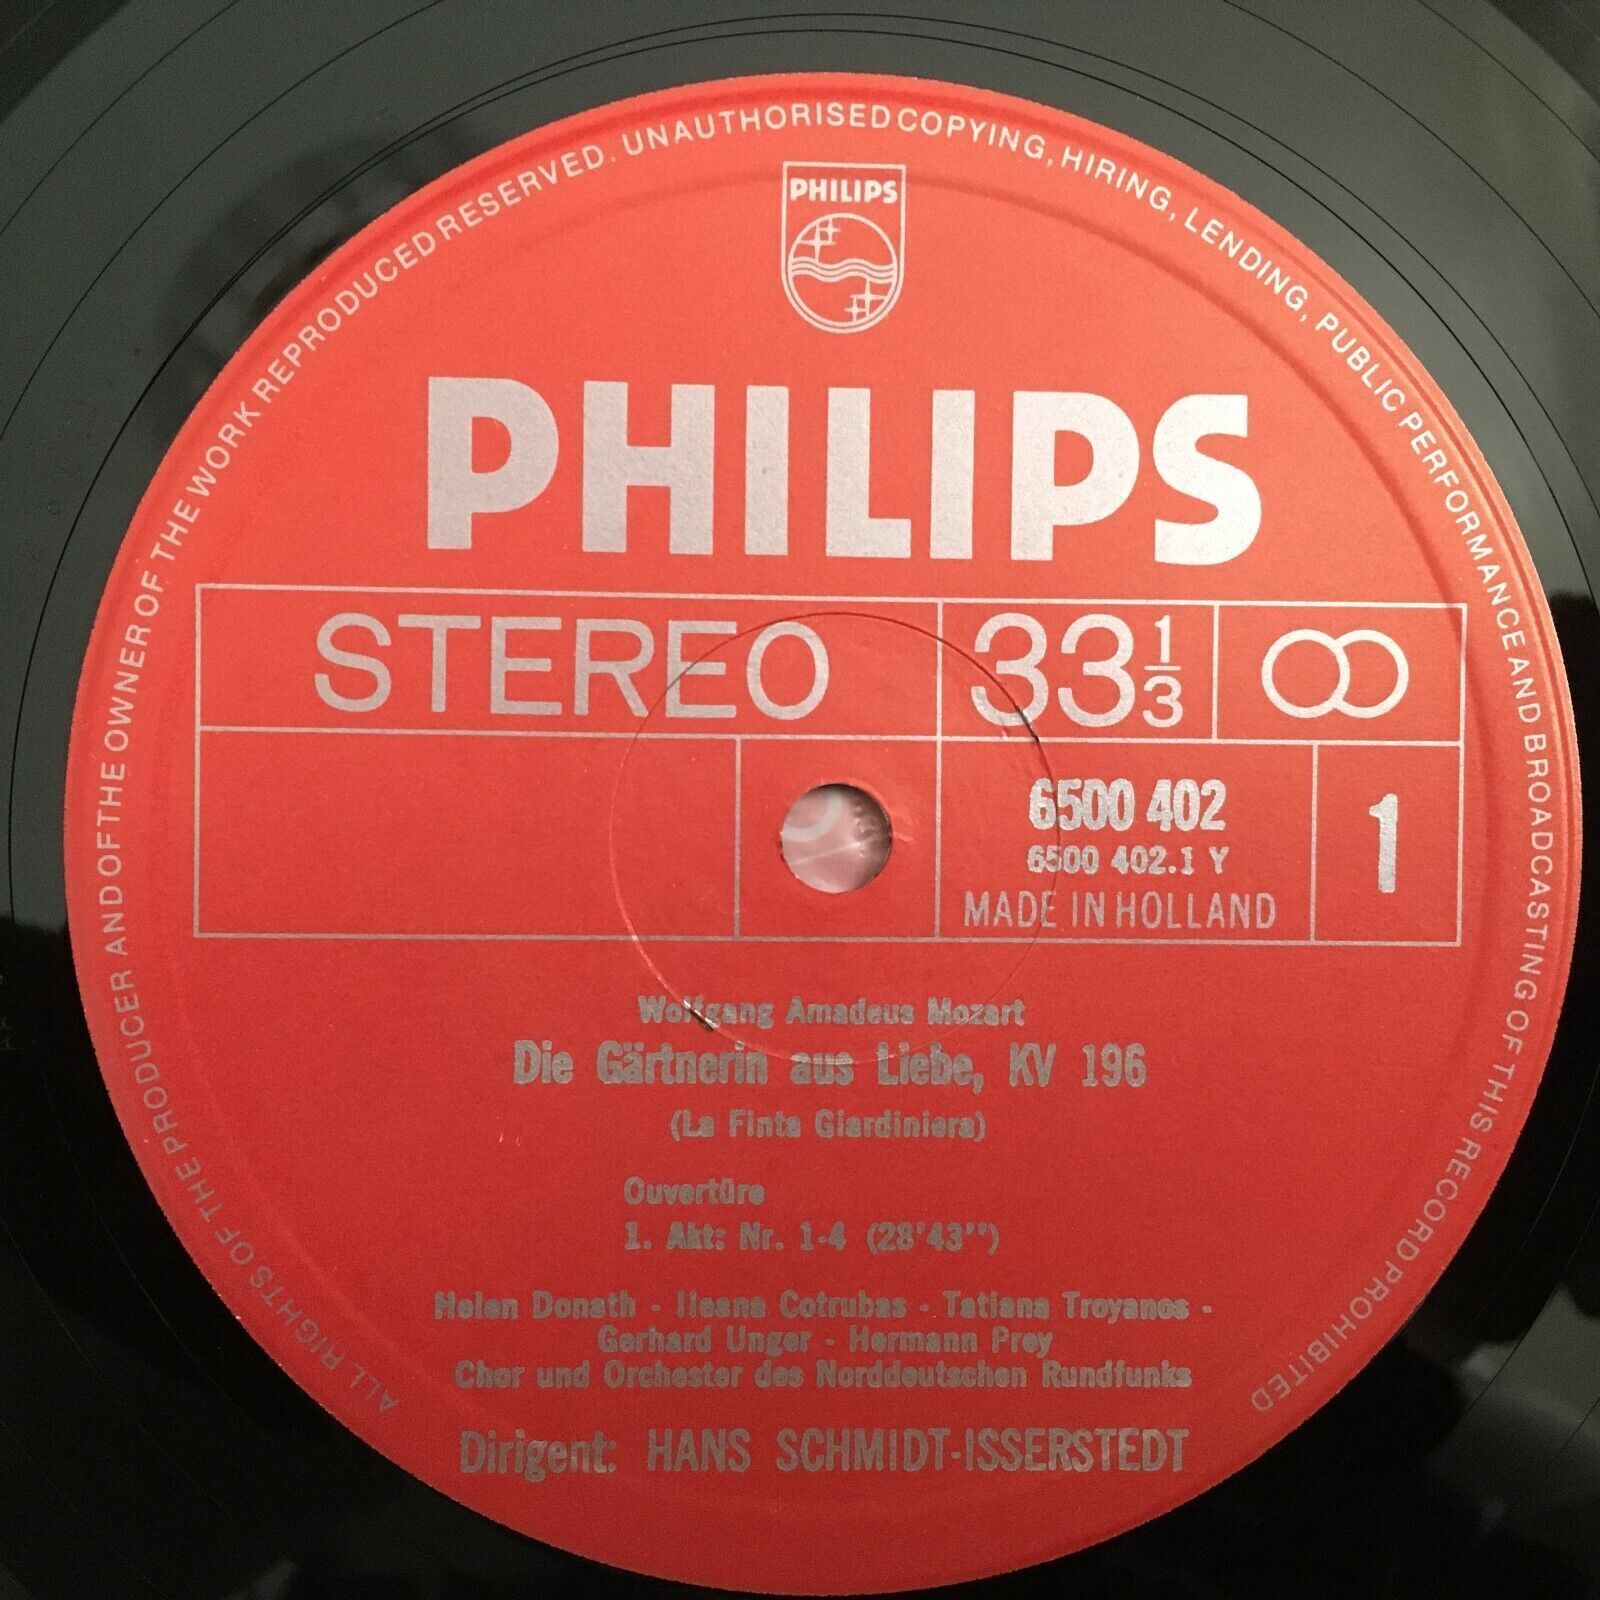 ALL RIGHTS OF THE PRODUCER AND OF THE OWNER OF THE WORK REPRODUCED RESERVED. UNAUTHORISED COPYING, HIRING, LENDING, PUBLIC PERFORMANCE AND BROADCASTING OF THIS RECORD PROHIBITED
PHILIPS
PHILIPS
STEREO 33 1/3
6500 402 1
6500 402.1 Y
MADE IN HOLLAND
Wolfgang Amadeus Mozart
Die Gärtnerin aus Liebe, KV 196
(La Finta Giardiniera)
Ouvertüre
1. Akt: Nr. 1-4 (28'43'')
Helen Donath - Ileana Cotrubas - Tatiana Troyanos -
Gerhard Unger - Hermann Prey
Chor und Orchester des Norddeutschen Rundfunks
Dirigent: HANS SCHMIDT-ISSERSTEDT